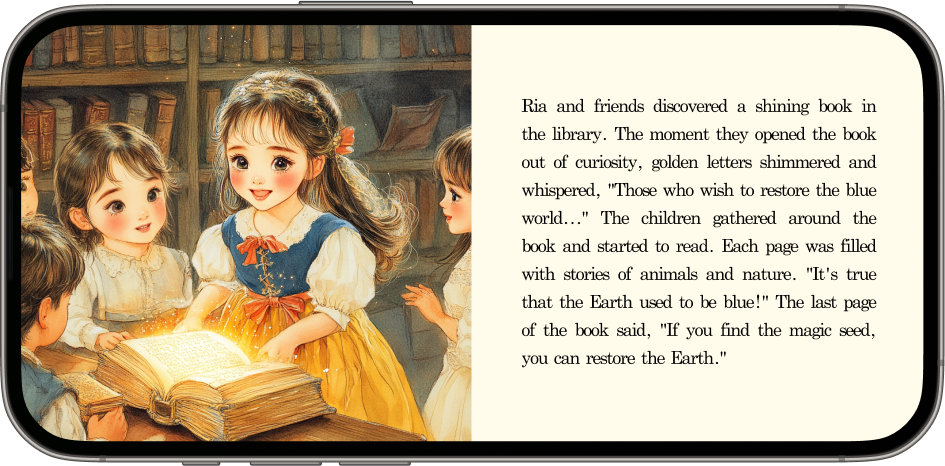 Ria and friends discovered a shining book in
the library. The moment they opened the book
out of curiosity, golden letters shimmered and
whispered, "Those who wish to restore the blue
world..." The children gathered around the
book and started to read. Each page was filled
with stories of animals and nature. "It's true
that the Earth used to be blue!" The last page
of the book said, "If you find the magic seed,
you can restore the Earth."